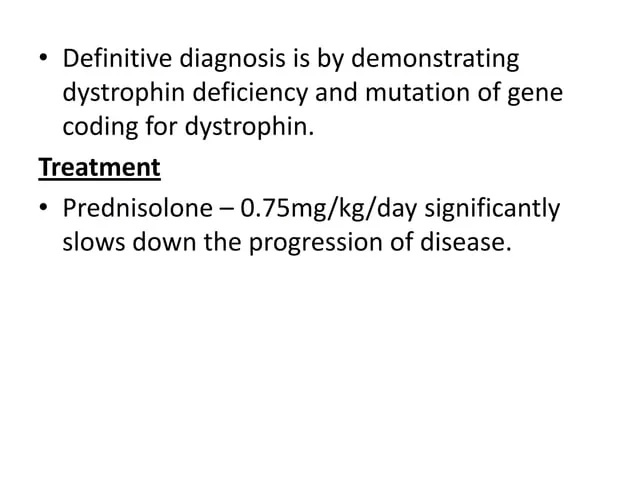 • Definitive diagnosis is by demonstrating
dystrophin deficiency and mutation of gene
coding for dystrophin.
Treatment
• Prednisolone – 0.75mg/kg/day significantly
slows down the progression of disease.